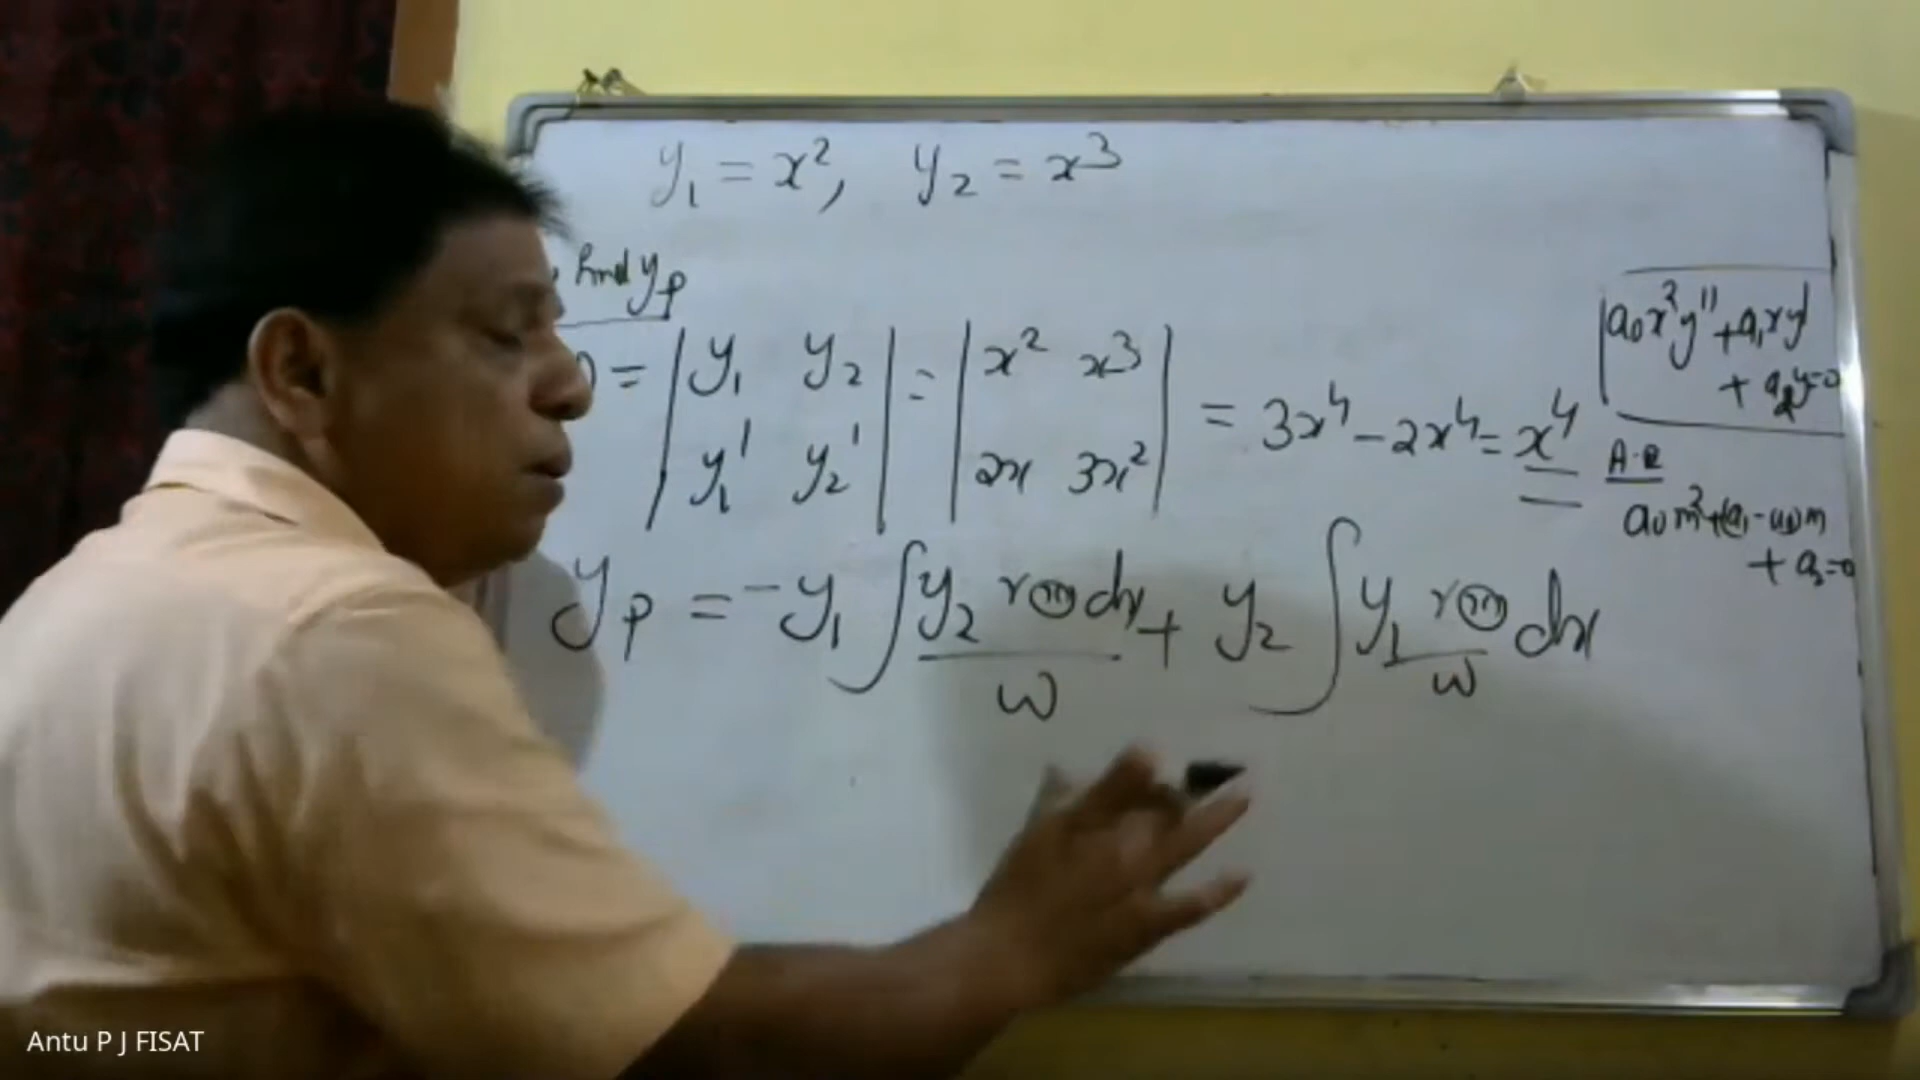 y₁ = x², y₂ = x³
find yp
= | y₁ y₂ | = | x² x³ | = 3x⁴ - 2x⁴ = x⁴
| y₁' y₂' | | 2x 3x² |
yp = -y₁ ∫ y₂ r(x) dx + y₂ ∫ y₁ r(x) dx
w w
a₀x²y'' + a₁xy'
+ a₂y=0
A.E
a₀m²+(a₁-a₀)m
+ a₂=0
Antu P J FISAT